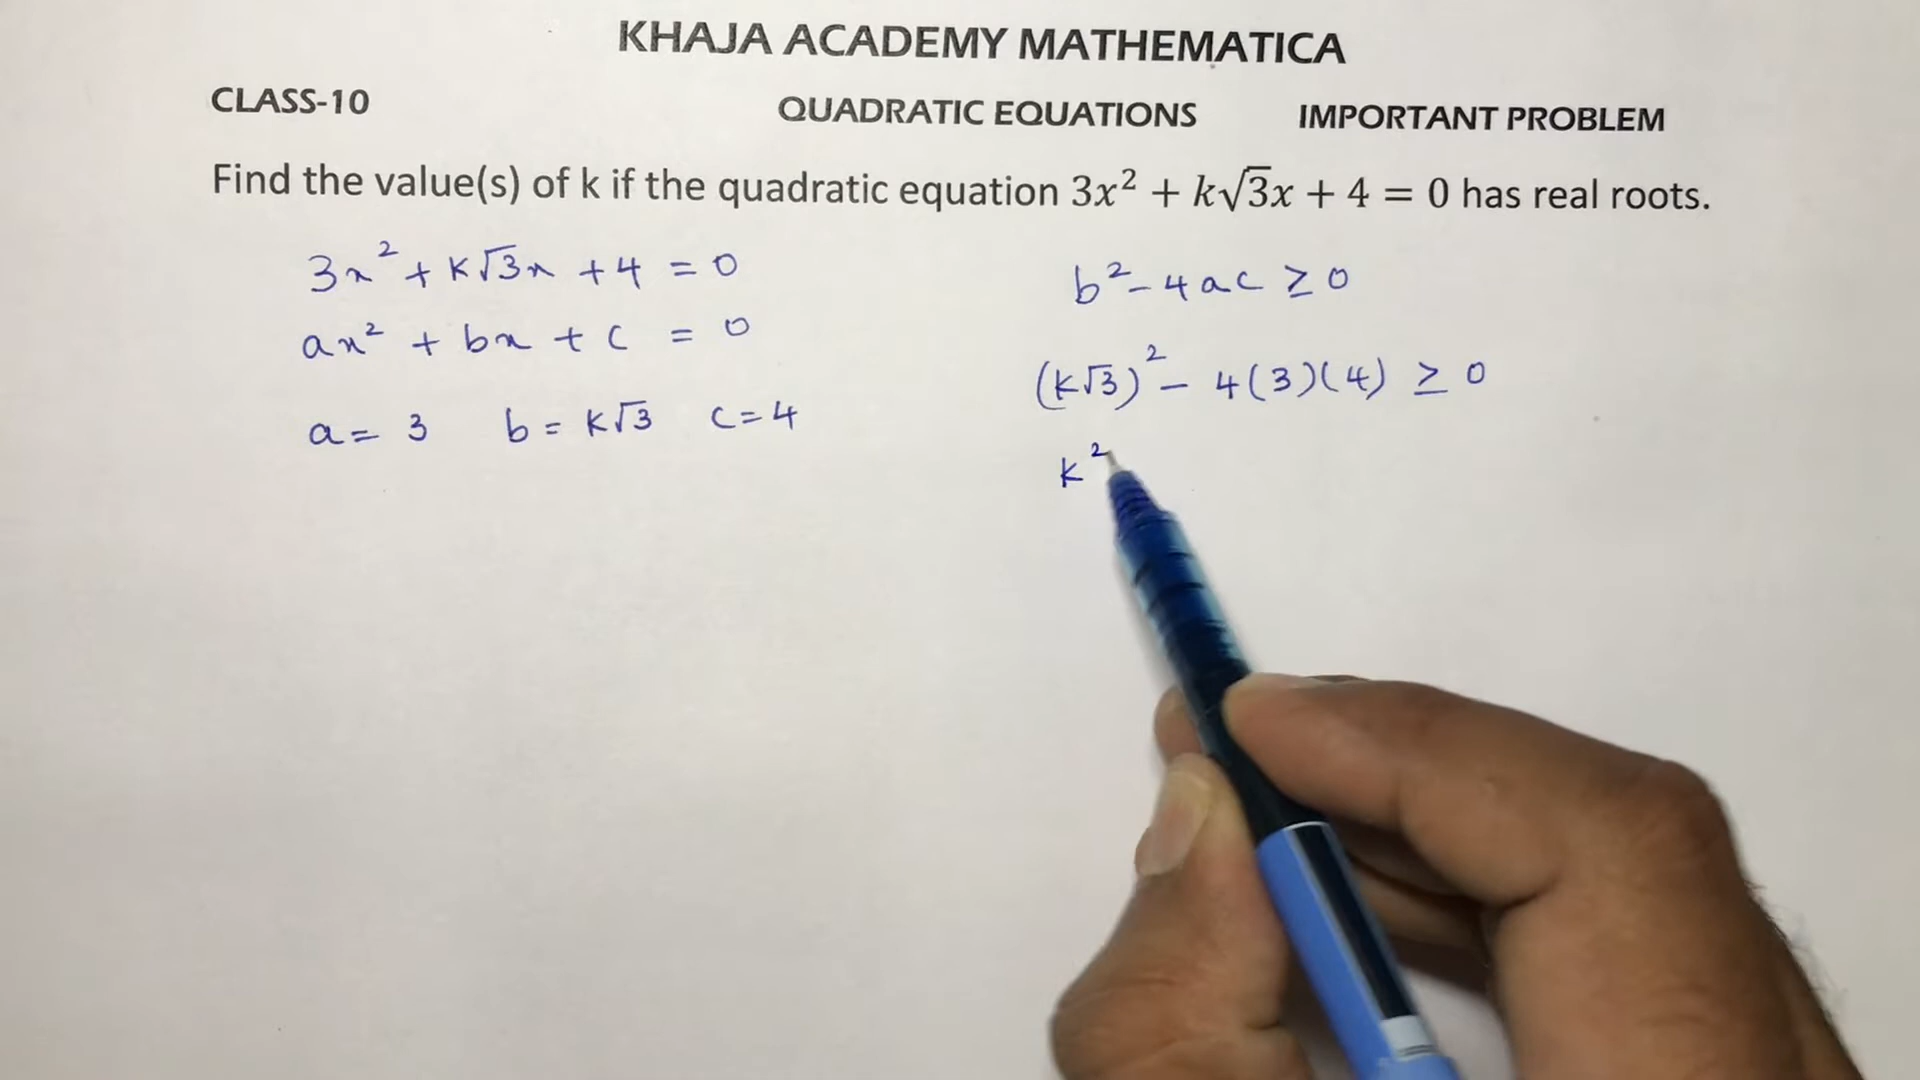 KHAJA ACADEMY MATHEMATICA
CLASS-10 QUADRATIC EQUATIONS IMPORTANT PROBLEM
Find the value(s) of k if the quadratic equation 3x² + k√3x + 4 = 0 has real roots.
3x² + k√3x + 4 = 0
ax² + bx + c = 0
a = 3 b = k√3 c = 4
b² - 4ac ≥ 0
(k√3)² - 4(3)(4) ≥ 0
k²